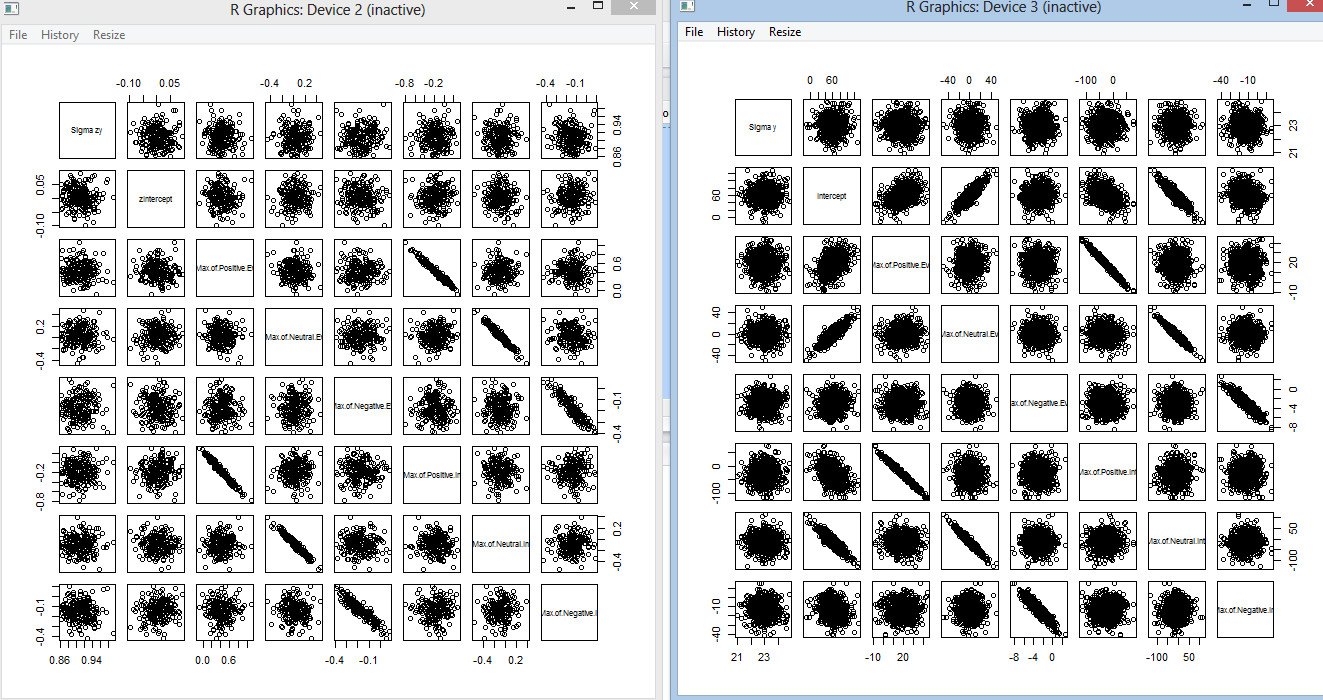 R Graphics: Device 2 (inactive)
File History Resize
-0.10 0.05 -0.4 0.2 -0.8 -0.2 -0.4 -0.1
Sigma zy
0.86 0.94
zintercept
-0.10 0.05
Max.of.Positive.Ev
0.0 0.6
Max.of.Neutral.Ev
-0.4 0.2
Max.of.Negative.E
-0.4 -0.1
Max.of.Positive.Int
-0.8 -0.2
Max.of.Neutral.In
-0.4 0.2
Max.of.Negative.I
-0.4 -0.1
0.86 0.94 0.0 0.6 -0.4 -0.1 -0.4 0.2
R Graphics: Device 3 (inactive)
File History Resize
0 60 -40 0 40 -100 0 -40 -10
Sigma y
21 23
Intercept
0 60
Max.of.Positive.Ev
-10 20
Max.of.Neutral.Ev
-40 0 40
ax.of.Negative.Ev
-8 -4 0
Max.of.Positive.Int
-100 0
Max.of.Neutral.Int
-100 50
Max.of.Negative.In
-40 -10
21 23 -10 20 -8 -4 0 -100 50